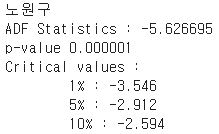 노원구
ADF Statistics : -5.626695
p-value 0.000001
Critical values :
1% : -3.546
5% : -2.912
10% : -2.594